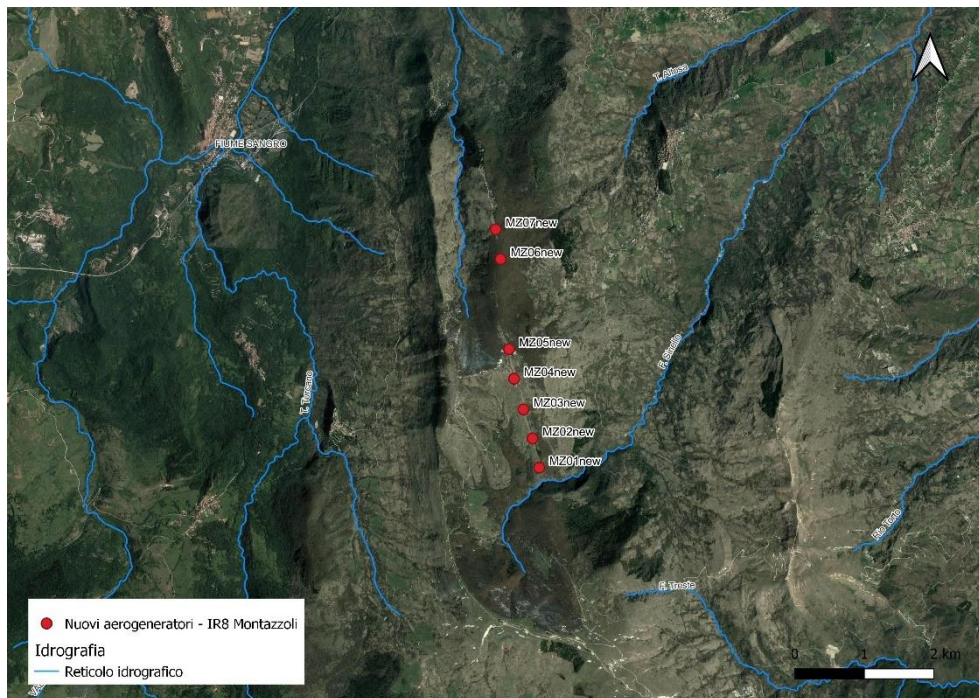 T. Altosa
FIUME SANGRO
MZ07new
MZ06new
MZ05new
F. Sinello
MZ04new
T. Turcano
MZ03new
MZ02new
MZ01new
Rio Torto
F. Treste
Nuovi aerogeneratori - IR8 Montazzoli
Idrografia
Reticolo idrografico
0 1 2 km